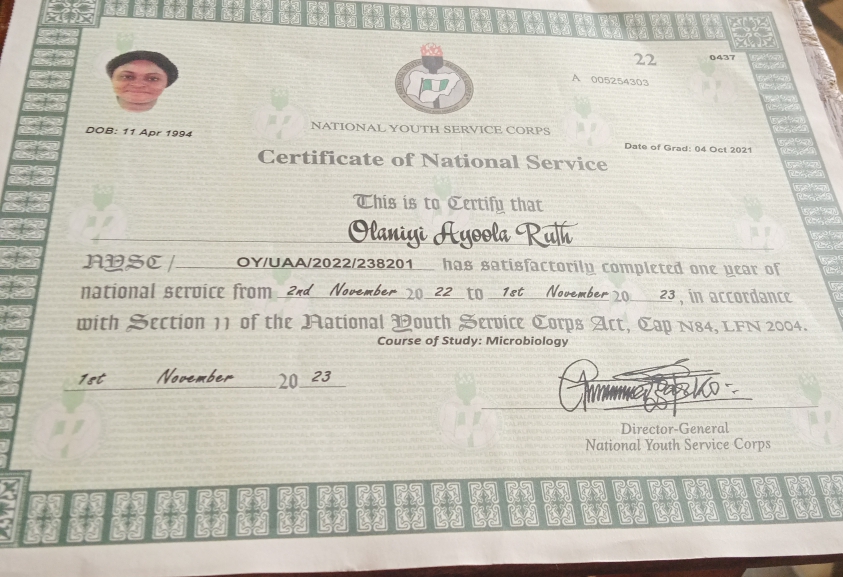 22
0437
A 005254303
DOB: 11 Apr 1994
NATIONAL YOUTH SERVICE CORPS
Date of Grad: 04 Oct 2021
Certificate of National Service
This is to Certify that
Olaniyi Ayoola Ruth
NYSC/ OY/UAA/2022/238201 has satisfactorily completed one year of
national service from 2nd November 20 22 to 1st November 20 23, in accordance
with Section 11 of the National Youth Service Corps Act, Cap N84, LFN 2004.
Course of Study: Microbiology
1st November 20 23
Director-General
National Youth Service Corps